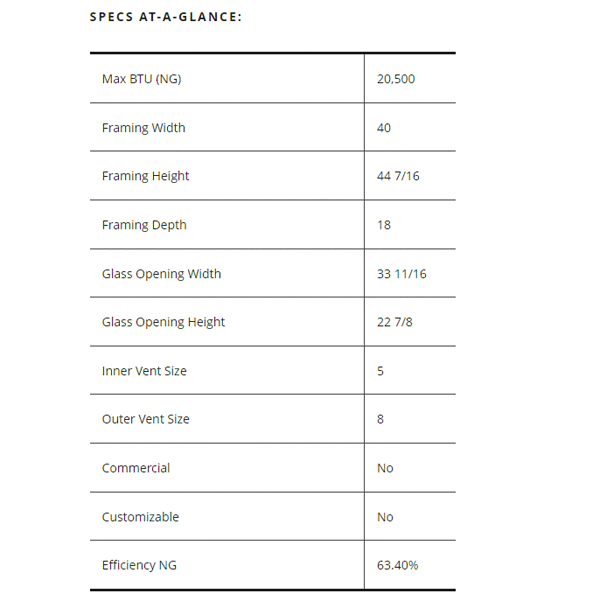 SPECS AT-A-GLANCE:
Max BTU (NG) 20,500
Framing Width 40
Framing Height 44 7/16
Framing Depth 18
Glass Opening Width 33 11/16
Glass Opening Height 22 7/8
Inner Vent Size 5
Outer Vent Size 8
Commercial No
Customizable No
Efficiency NG 63.40%